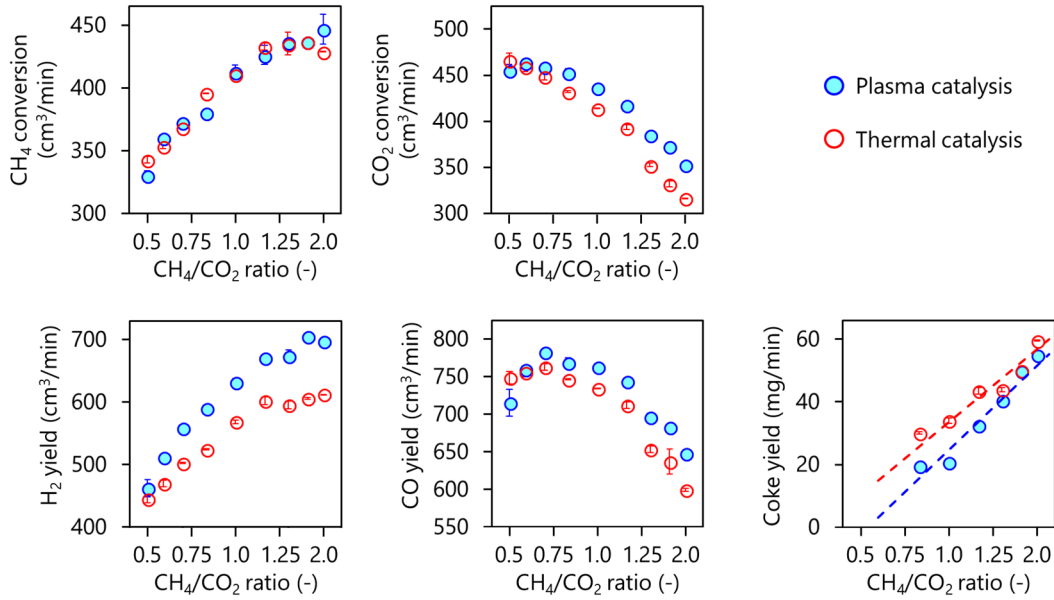 CH₄ conversion
(cm³/min)
450
400
350
300
0.5 0.75 1.0 1.25 2.0
CH₄/CO₂ ratio (-)
CO₂ conversion
(cm³/min)
500
450
400
350
300
0.5 0.75 1.0 1.25 2.0
CH₄/CO₂ ratio (-)
Plasma catalysis
Thermal catalysis
H₂ yield (cm³/min)
700
600
500
400
0.5 0.75 1.0 1.25 2.0
CH₄/CO₂ ratio (-)
CO yield (cm³/min)
800
750
700
650
600
550
0.5 0.75 1.0 1.25 2.0
CH₄/CO₂ ratio (-)
Coke yield (mg/min)
60
40
20
0
0.5 0.75 1.0 1.25 2.0
CH₄/CO₂ ratio (-)